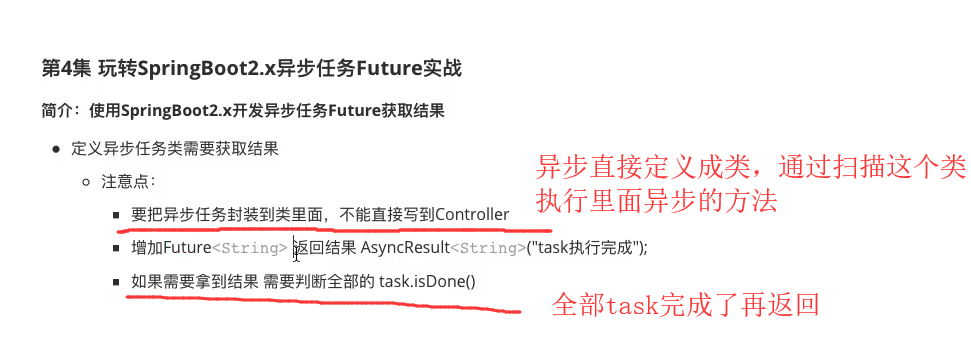 第4集 玩转SpringBoot2.x异步任务Future实战
简介：使用SpringBoot2.x开发异步任务Future获取结果
定义异步任务类需要获取结果
注意点：
要把异步任务封装到类里面，不能直接写到Controller
增加Future<String> 返回结果 AsyncResult<String>("task执行完成");
如果需要拿到结果 需要判断全部的 task.isDone()
异步直接定义成类，通过扫描这个类
执行里面异步的方法
全部task完成了再返回